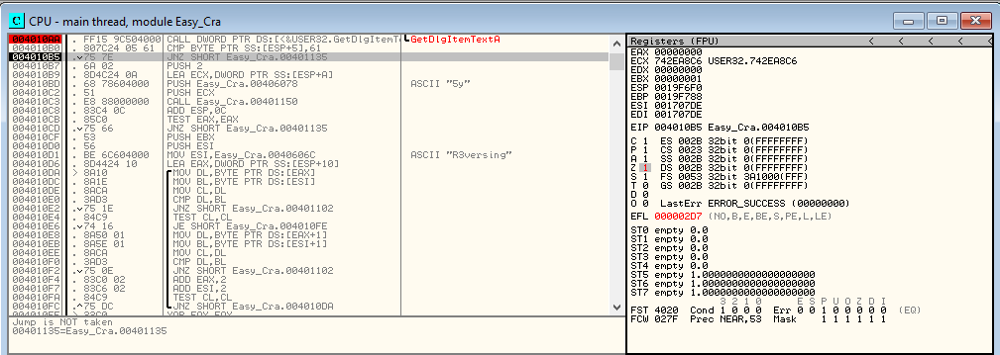 C CPU - main thread, module Easy_Cra
004010AA . FF15 9C504000 CALL DWORD PTR DS:[<&USER32.GetDlgItemT GetDlgItemTextA
004010B0 . 807C24 05 61 CMP BYTE PTR SS:[ESP+5],61
004010B5 . 75 7E JNZ SHORT Easy_Cra.00401135
004010B7 . 6A 02 PUSH 2
004010B9 . 8D4C24 0A LEA ECX,DWORD PTR SS:[ESP+A]
004010BD . 68 78604000 PUSH Easy_Cra.00406078 ASCII "5y"
004010C2 . 51 PUSH ECX
004010C3 . E8 88000000 CALL Easy_Cra.00401150
004010C8 . 83C4 0C ADD ESP,0C
004010CB . 85C0 TEST EAX,EAX
004010CD . 75 66 JNZ SHORT Easy_Cra.00401135
004010CF . 53 PUSH EBX
004010D0 . 56 PUSH ESI
004010D1 . BE 6C604000 MOV ESI,Easy_Cra.0040606C ASCII "R3versing"
004010D6 . 8D4424 10 LEA EAX,DWORD PTR SS:[ESP+10]
004010DA > 8A10 MOV DL,BYTE PTR DS:[EAX]
004010DC . 8A1E MOV BL,BYTE PTR DS:[ESI]
004010DE . 8ACA MOV CL,DL
004010E0 . 3AD3 CMP DL,BL
004010E2 . 75 1E JNZ SHORT Easy_Cra.00401102
004010E4 . 84C9 TEST CL,CL
004010E6 . 74 16 JE SHORT Easy_Cra.004010FE
004010E8 . 8A50 01 MOV DL,BYTE PTR DS:[EAX+1]
004010EB . 8A5E 01 MOV BL,BYTE PTR DS:[ESI+1]
004010EE . 8ACA MOV CL,DL
004010F0 . 3AD3 CMP DL,BL
004010F2 . 75 0E JNZ SHORT Easy_Cra.00401102
004010F4 . 83C0 02 ADD EAX,2
004010F7 . 83C6 02 ADD ESI,2
004010FA . 84C9 TEST CL,CL
004010FC .^75 DC JNZ SHORT Easy_Cra.004010DA
Jump is NOT taken
00401135=Easy_Cra.00401135
Registers (FPU) < < < < <
EAX 00000000
ECX 742EA8C6 USER32.742EA8C6
EDX 00000000
EBX 00000001
ESP 0019F6F0
EBP 0019F788
ESI 001707DE
EDI 001707DE
EIP 004010B5 Easy_Cra.004010B5
C 1 ES 002B 32bit 0(FFFFFFFF)
P 1 CS 0023 32bit 0(FFFFFFFF)
A 1 SS 002B 32bit 0(FFFFFFFF)
Z 1 DS 002B 32bit 0(FFFFFFFF)
S 1 FS 0053 32bit 3A1000(FFF)
T 0 GS 002B 32bit 0(FFFFFFFF)
D 0
O 0 LastErr ERROR_SUCCESS (00000000)
EFL 000002D7 (NO,B,E,BE,S,PE,L,LE)
ST0 empty 0.0
ST1 empty 0.0
ST2 empty 0.0
ST3 empty 0.0
ST4 empty 0.0
ST5 empty 1.0000000000000000000
ST6 empty 1.0000000000000000000
ST7 empty 1.0000000000000000000
3 2 1 0 E S P U O Z D I
FST 4020 Cond 1 0 0 0 Err 0 0 1 0 0 0 0 0 (EQ)
FCW 027F Prec NEAR,53 Mask 1 1 1 1 1 1